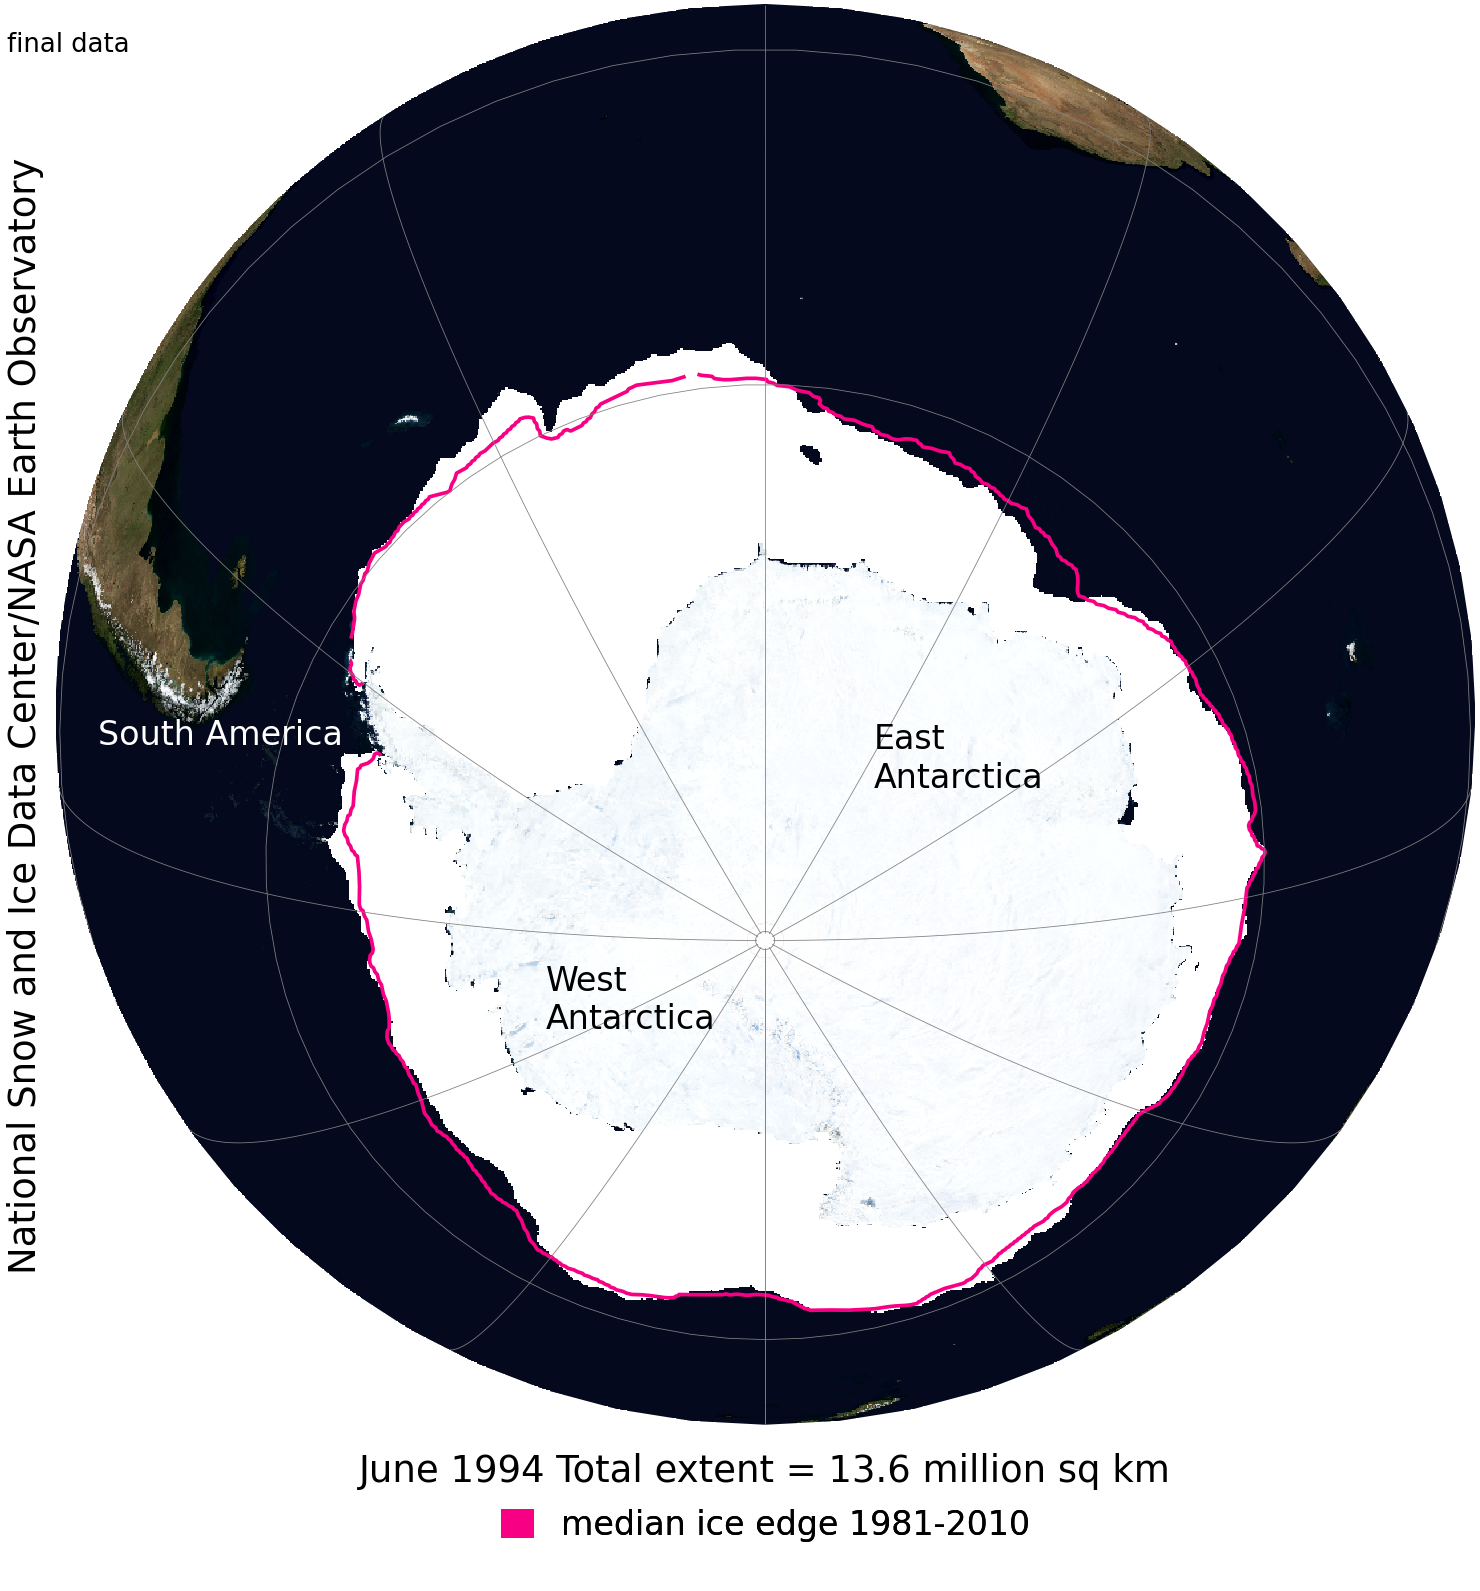 final data
National Snow and Ice Data Center/NASA Earth Observatory
South America
East
Antarctica
West
Antarctica
June 1994 Total extent = 13.6 million sq km
median ice edge 1981-2010